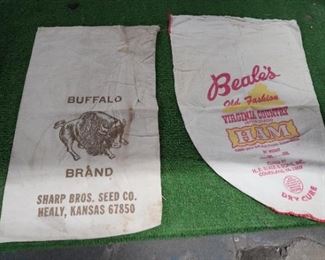 BUFFALO
BRAND
SHARP BROS. SEED CO.
HEALY, KANSAS 67850
Beale's
Old Fashion
VIRGINIA COUNTRY
HAM
DRY CURE